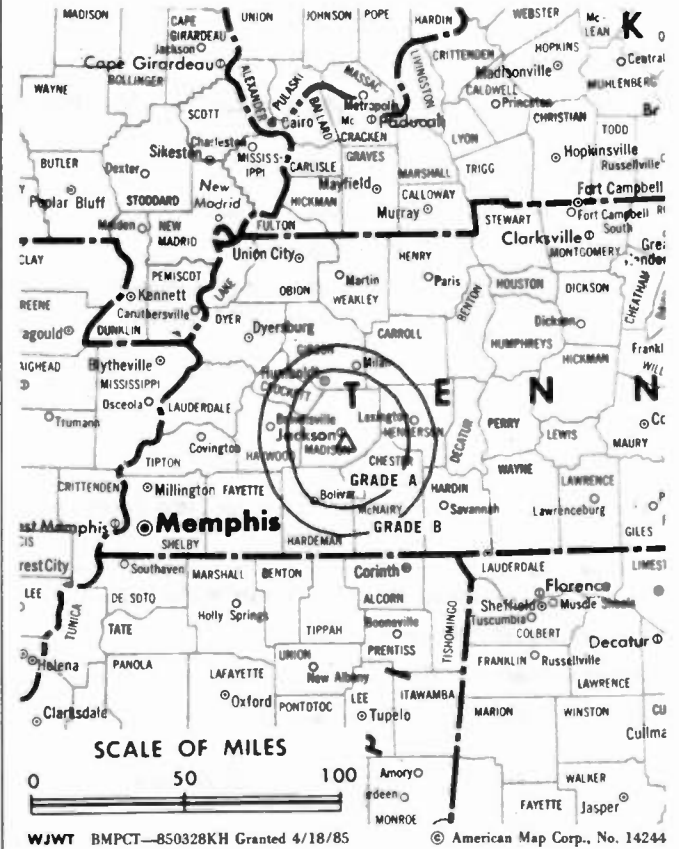 MADISON
CAPE GIRARDEAU
UNION
JOHNSON
POPE
HARDIN
WEBSTER
Mc-LEAN
K
Jackson
Cape Girardeau
BOLLINGER
ALEXANDER
PULASKI
MASSAC
LIVINGSTON
CRITTENDEN
HOPKINS
Madisonville
Central
WAYNE
SCOTT
Metropolis
BALLARD
CALDWELL
Princeton
MUHLENBERG
Cairo
Mc CRACKEN
Paducah
CHRISTIAN
TODD
Charleston
Sikeston
MISSISS-IPPI
CARLISLE
GRAVES
LYON
Hopkinsville
BUTLER
Dexter
MARSHALL
TRIGG
Russellville
Poplar Bluff
STODDARD
New Madrid
HICKMAN
Mayfield
CALLOWAY
Fort Campbell
Malden
NEW MADRID
FULTON
Murray
STEWART
Fort Campbell South
Clarksville
MONTGOMERY
CLAY
Union City
HENRY
PEMISCOT
LAKE
OBION
Martin
WEAKLEY
Paris
BENTON
HOUSTON
DICKSON
CHEATHAM
Kennett
Caruthersville
GREENE
DUNKLIN
DYER
Dyersburg
CARROLL
HUMPHREYS
Dickson
HICKMAN
GIBSON
Milan
Blytheville
Humboldt
CROCKETT
MISSISSIPPI
Osceola
LAUDERDALE
T E N N
Trumann
Brownsville
Lexington
Jackson
HENDERSON
MADISON
DECATUR
PERRY
LEWIS
MAURY
Covington
HAYWOOD
CHESTER
WAYNE
TIPTON
GRADE A
LAWRENCE
CRITTENDEN
Millington
FAYETTE
Bolivar
McNAIRY
HARDIN
Savannah
Lawrenceburg
Memphis
GRADE B
GILES
SHELBY
HARDEMAN
Southaven
MARSHALL
BENTON
Corinth
LAUDERDALE
LEE
DE SOTO
ALCORN
Florence
TUNICA
Holly Springs
TISHOMINGO
Sheffield
Muscle Shoals
Tuscumbia
TATE
TIPPAH
Booneville
COLBERT
Decatur
Helena
PANOLA
UNION
PRENTISS
FRANKLIN
Russellville
LAFAYETTE
New Albany
LAWRENCE
Oxford
PONTOTOC
LEE
ITAWAMBA
Clarksdale
Tupelo
MARION
WINSTON
SCALE OF MILES
0 50 100
Amory
WALKER
MONROE
FAYETTE
Jasper
WJWT BMPCT—850328KH Granted 4/18/85
© American Map Corp., No. 14244